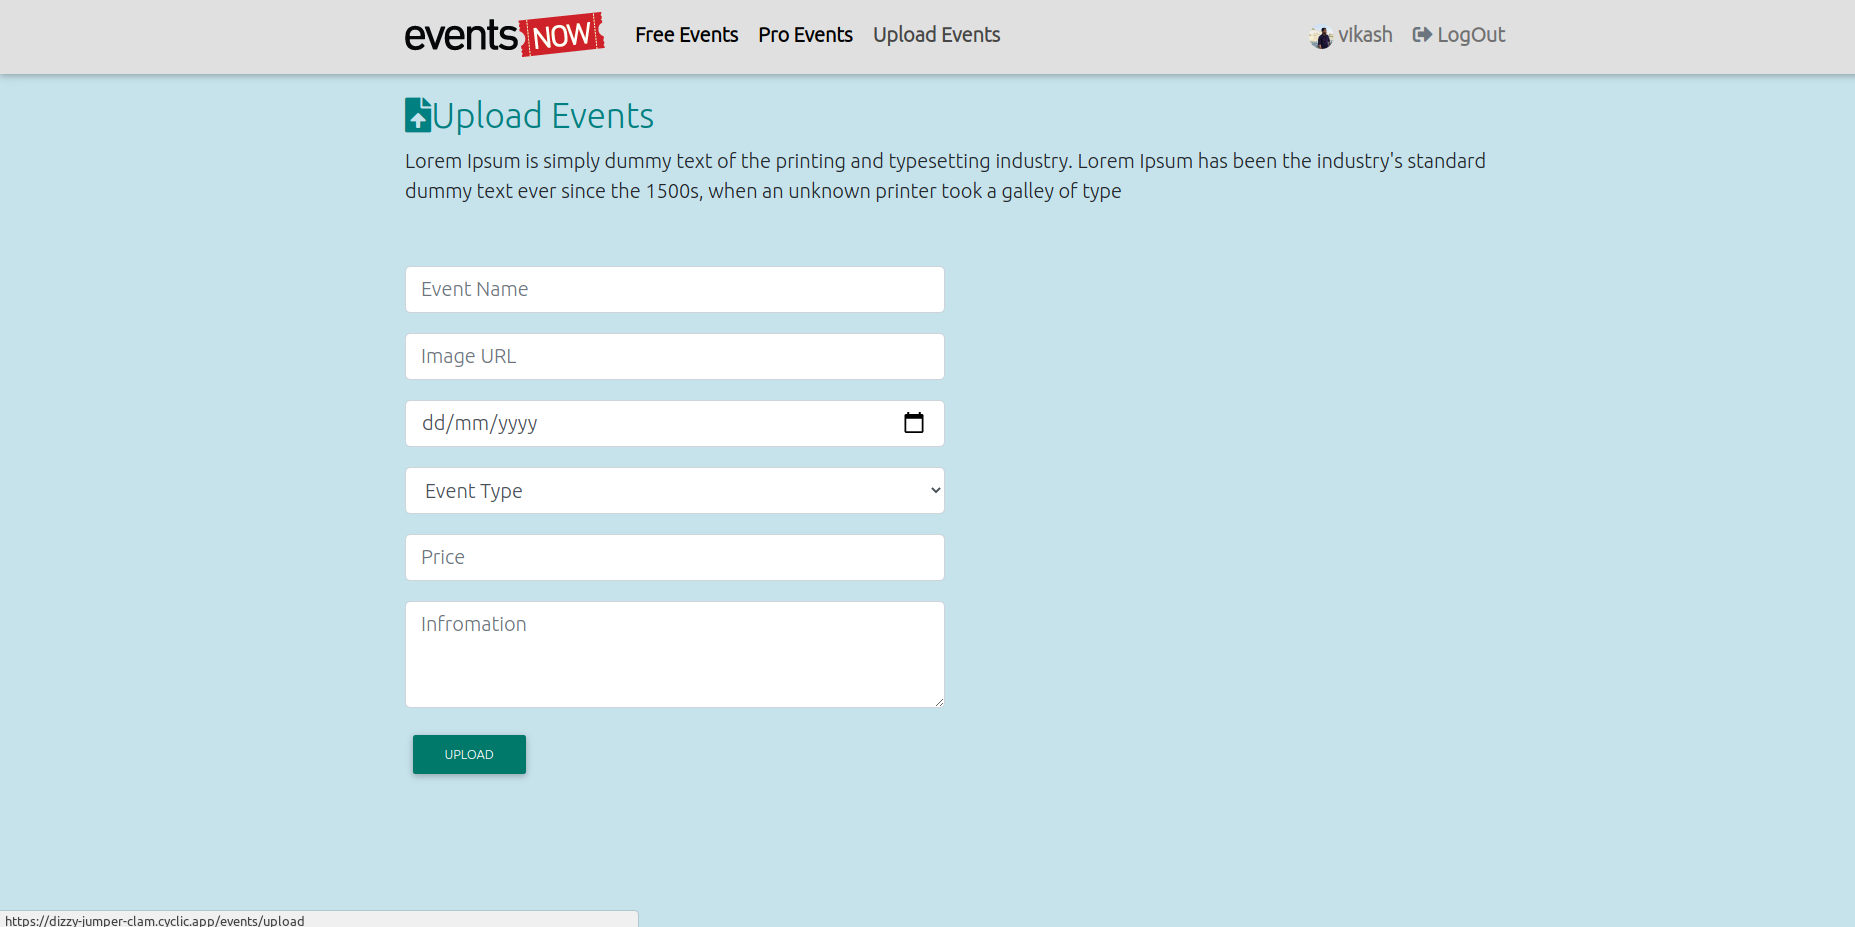 events NOW Free Events Pro Events Upload Events vikash LogOut
Upload Events
Lorem Ipsum is simply dummy text of the printing and typesetting industry. Lorem Ipsum has been the industry's standard
dummy text ever since the 1500s, when an unknown printer took a galley of type
Event Name
Image URL
dd/mm/yyyy
Event Type
Price
Infromation
UPLOAD
https://dizzy-jumper-clam.cyclic.app/events/upload